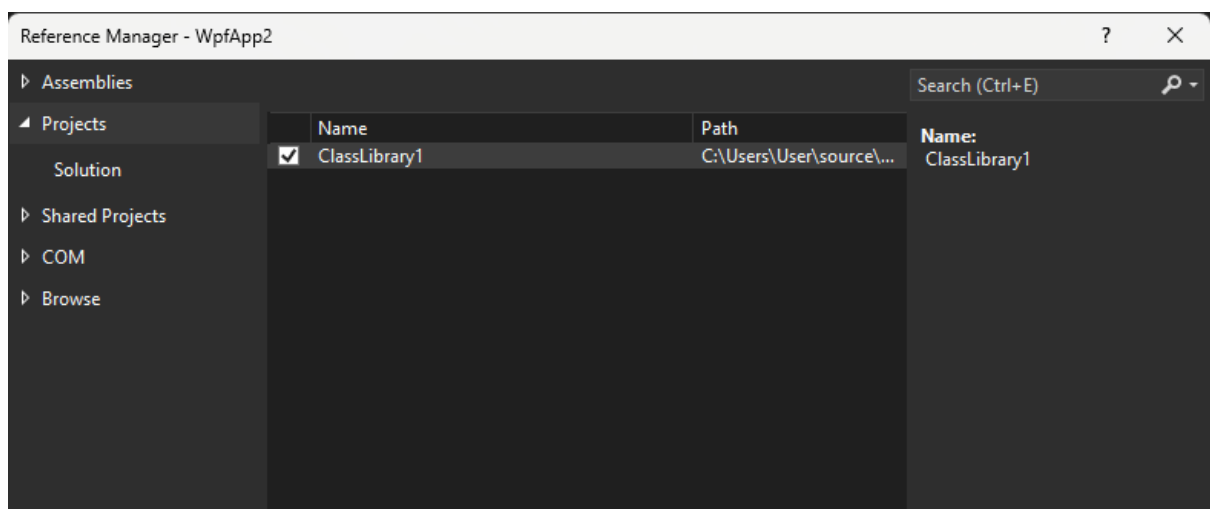 Reference Manager - WpfApp2
?
Assemblies
Search (Ctrl+E)
Projects
Solution
Shared Projects
COM
Browse
Name
Path
ClassLibrary1
C:\Users\User\source\...
Name:
ClassLibrary1